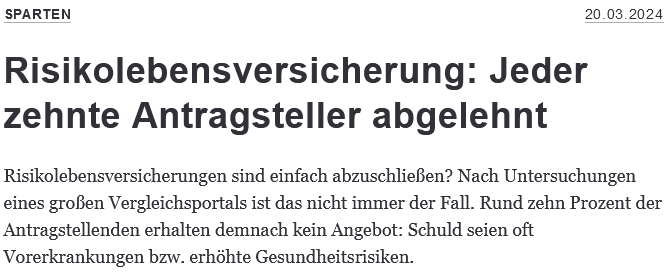 SPARTEN 20.03.2024
Risikolebensversicherung: Jeder
zehnte Antragsteller abgelehnt
Risikolebensversicherungen sind einfach abzuschließen? Nach Untersuchungen
eines großen Vergleichsportals ist das nicht immer der Fall. Rund zehn Prozent der
Antragstellenden erhalten demnach kein Angebot: Schuld seien oft
Vorerkrankungen bzw. erhöhte Gesundheitsrisiken.